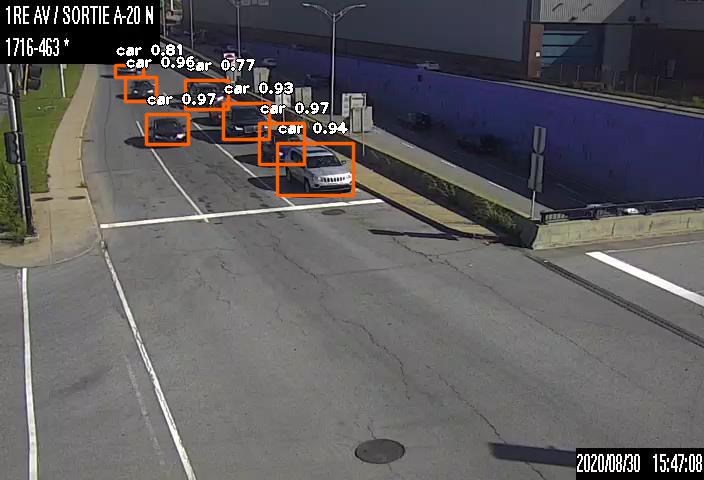 1RE AV / SORTIE A-20 N
1716-463 *
car 0.81
car 0.96
car 0.77
car 0.97
car 0.93
car 0.97
car 0.94
2020/08/30 15:47:08